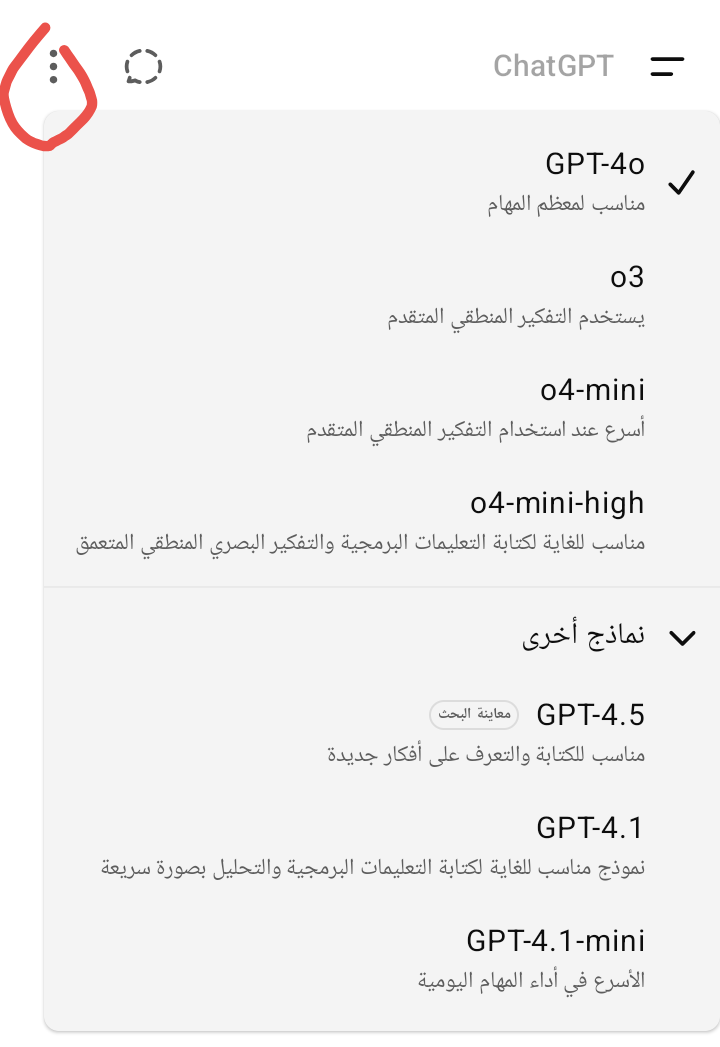 ChatGPT
GPT-4o
مناسب لمعظم المهام
o3
يستخدم التفكير المنطقي المتقدم
o4-mini
أسرع عند استخدام التفكير المنطقي المتقدم
o4-mini-high
مناسب للغاية لكتابة التعليمات البرمجية والتفكير البصري المنطقي المتعمق
نماذج أخرى
GPT-4.5 معاينة البحث
مناسب للكتابة والتعرف على أفكار جديدة
GPT-4.1
نموذج مناسب للغاية لكتابة التعليمات البرمجية والتحليل بصورة سريعة
GPT-4.1-mini
الأسرع في أداء المهام اليومية